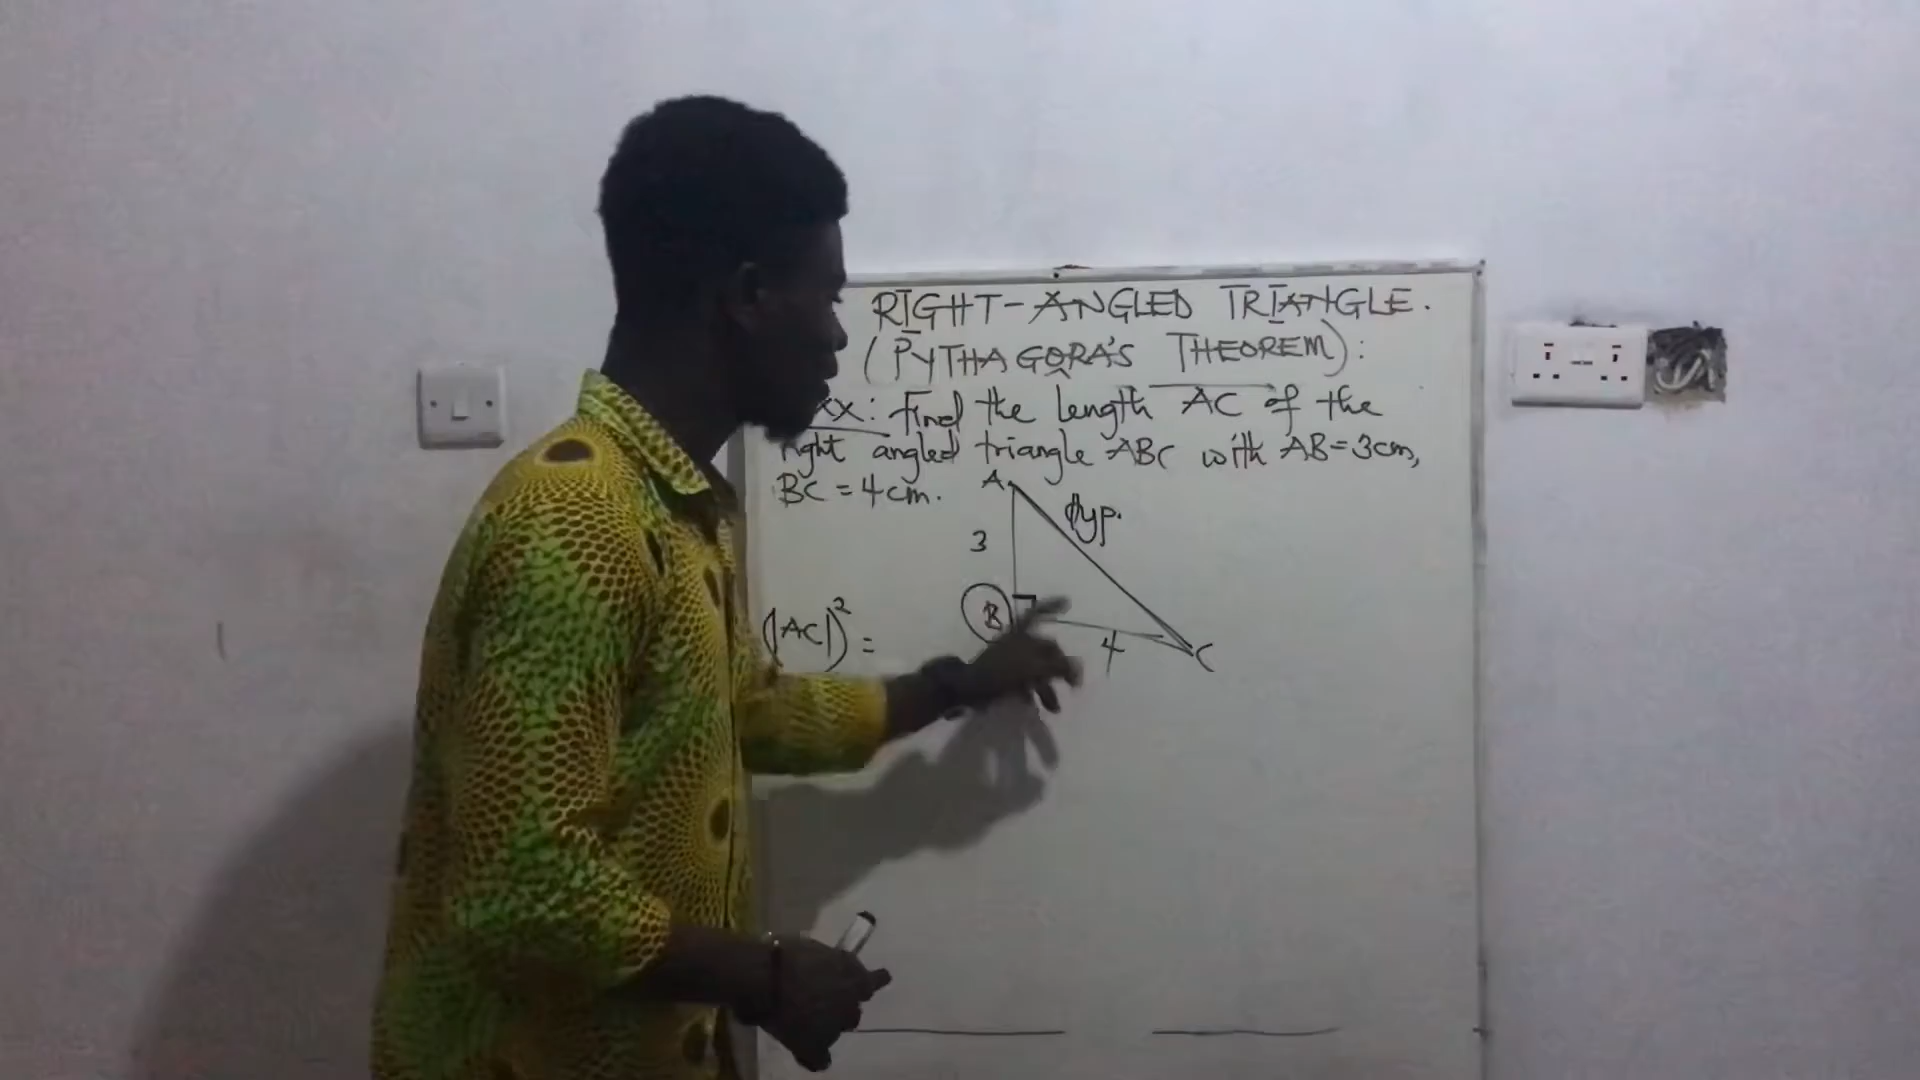 RIGHT-ANGLED TRIANGLE.
(PYTHAGORA'S THEOREM):
find the length AC of the
right angled triangle ABC with AB=3cm,
BC = 4cm.
A
Hyp.
3
B
4
C
(|AC|)² =